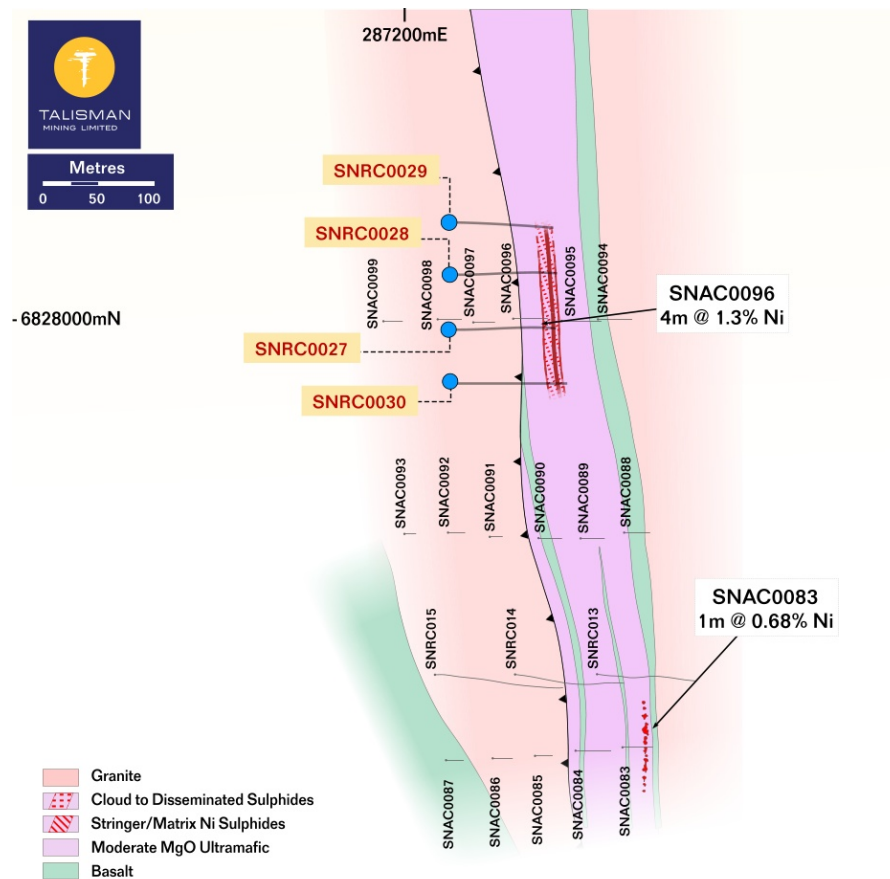 287200mE
TALISMAN
MINING LIMITED
Metres
0 50 100
SNRC0029
SNRC0028
SNAC0099
SNAC0098
SNAC0097
SNAC0096
SNAC0095
SNAC0094
SNAC0096
4m @ 1.3% Ni
- 6828000mN
SNRC0027
SNRC0030
SNAC0093
SNAC0092
SNAC0091
SNAC0090
SNAC0089
SNAC0088
SNAC0083
1m @ 0.68% Ni
SNRC015
SNRC014
SNRC013
SNAC0087
SNAC0086
SNAC0085
SNAC0084
SNAC0083
Granite
Cloud to Disseminated Sulphides
Stringer/Matrix Ni Sulphides
Moderate MgO Ultramafic
Basalt